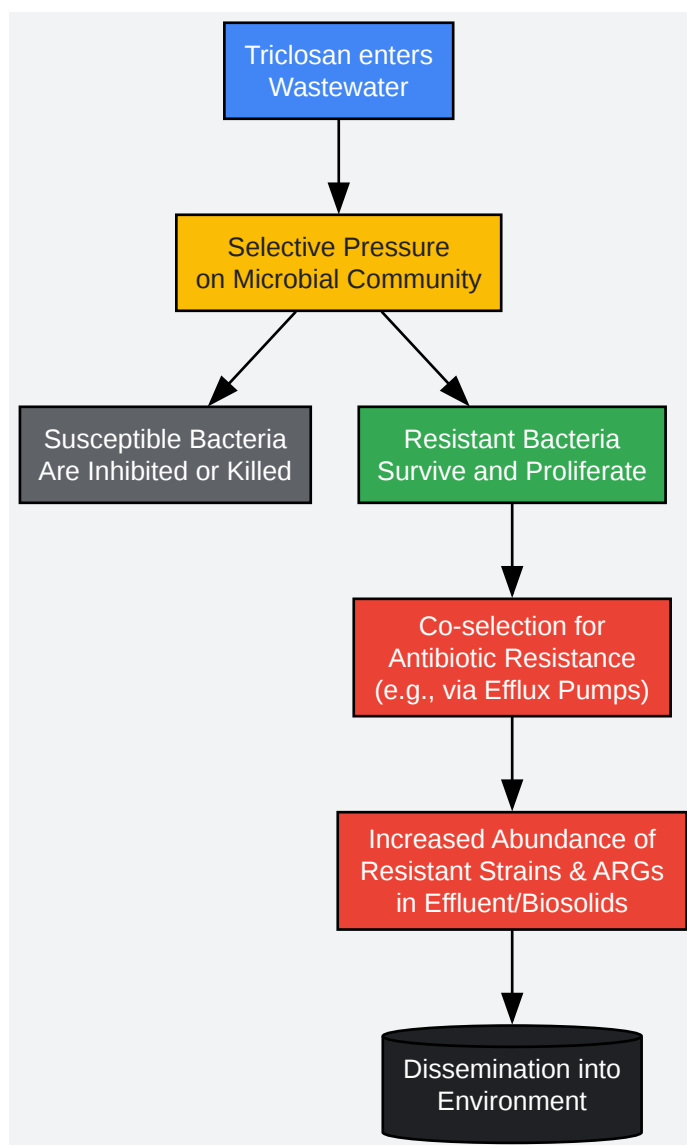 Triclosan enters
Wastewater
Selective Pressure
on Microbial Community
Susceptible Bacteria
Are Inhibited or Killed
Resistant Bacteria
Survive and Proliferate
Co-selection for
Antibiotic Resistance
(e.g., via Efflux Pumps)
Increased Abundance of
Resistant Strains & ARGs
in Effluent/Biosolids
Dissemination into
Environment